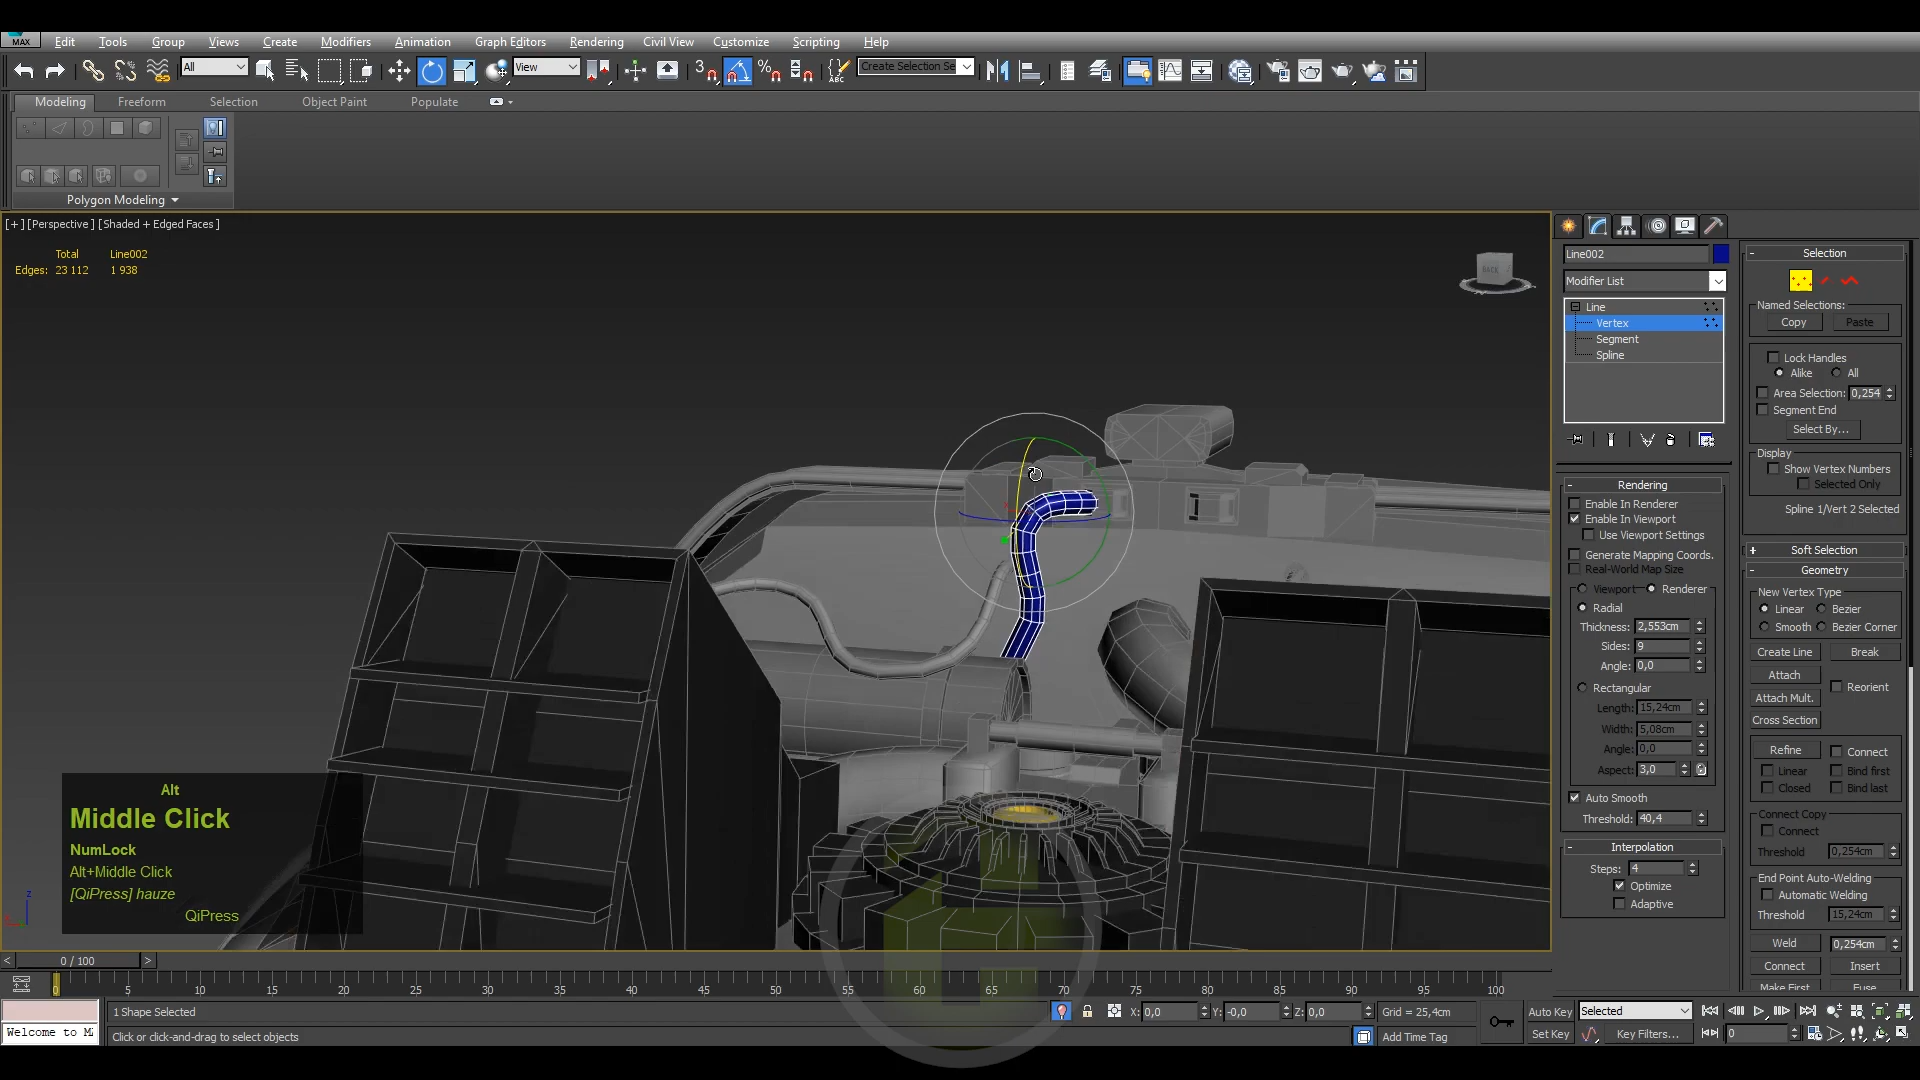 MAX
Edit Tools Group Views Create Modifiers Animation Graph Editors Rendering Civil View Customize Scripting Help
All
View
3
%
ABC
Create Selection Se
Modeling Freeform Selection Object Paint Populate
Polygon Modeling
[+] [Perspective] [Shaded + Edged Faces]
Total Line002
Edges: 23 112 1 938
BACK
Line002
Modifier List
Line
Vertex
Segment
Spline
- Rendering
Enable In Renderer
Enable In Viewport
Use Viewport Settings
Generate Mapping Coords.
Real-World Map Size
Viewport Renderer
Radial
Thickness: 2,553cm
Sides: 9
Angle: 0,0
Rectangular
Length: 15,24cm
Width: 5,08cm
Angle: 0,0
Aspect: 3,0
Auto Smooth
Threshold: 40,4
- Interpolation
Steps: 4
Optimize
Adaptive
- Selection
Named Selections:
Copy Paste
Lock Handles
Alike All
Area Selection: 0,254
Segment End
Select By...
Display
Show Vertex Numbers
Selected Only
Spline 1/Vert 2 Selected
+ Soft Selection
- Geometry
New Vertex Type
Linear Bezier
Smooth Bezier Corner
Create Line Break
Attach
Reorient
Attach Mult.
Cross Section
Refine Connect
Linear Bind first
Closed Bind last
Connect Copy
Connect
Threshold 0,254cm
End Point Auto-Welding
Automatic Welding
Threshold 15,24cm
Weld 0,254cm
Connect Insert
Make First Fuse
Alt
Middle Click
NumLock
Alt+Middle Click
[QiPress] hauze
QiPress
z
< 0 / 100 >
0 5 10 15 20 25 30 35 40 45 50 55 60 65 70 75 80 85 90 95 100
1 Shape Selected
X: 0,0 Y: -0,0 Z: 0,0 Grid = 25,4cm
Auto Key Selected
Welcome to M
Click or click-and-drag to select objects
Add Time Tag
Set Key Key Filters... 0